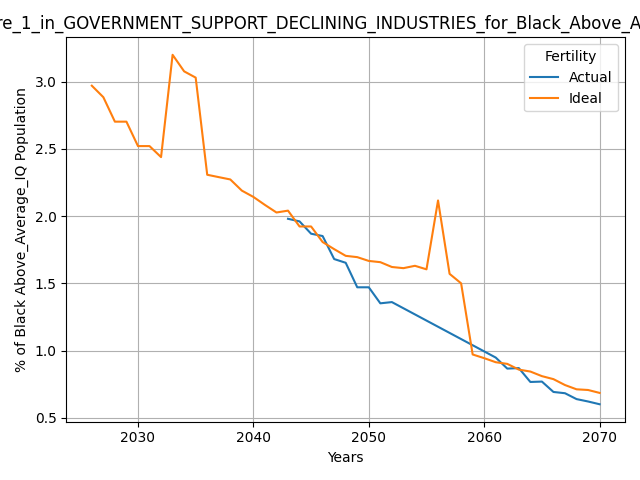 re_1_in_GOVERNMENT_SUPPORT_DECLINING_INDUSTRIES_for_Black_Above_A
% of Black Above_Average_IQ Population
3.0
2.5
2.0
1.5
1.0
0.5
Fertility
Actual
Ideal
2030
2040
2050
2060
2070
Years